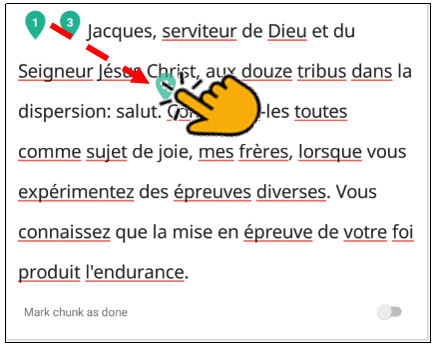 1 3 Jacques, serviteur de Dieu et du
Seigneur Jésus Christ, aux douze tribus dans la
dispersion: salut. -les toutes
comme sujet de joie, mes frères, lorsque vous
expérimentez des épreuves diverses. Vous
connaissez que la mise en épreuve de votre foi
produit l'endurance.
Mark chunk as done